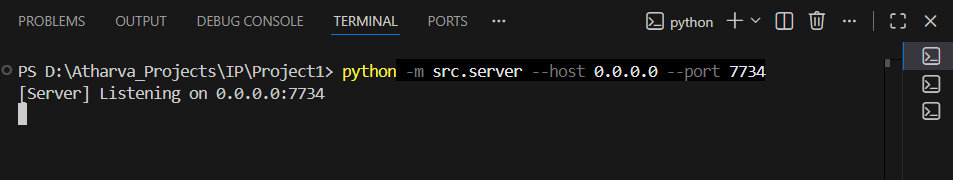 PROBLEMS OUTPUT DEBUG CONSOLE TERMINAL PORTS ... python
PS D:\Atharva_Projects\IP\Project1> python -m src.server --host 0.0.0.0 --port 7734
[Server] Listening on 0.0.0.0:7734